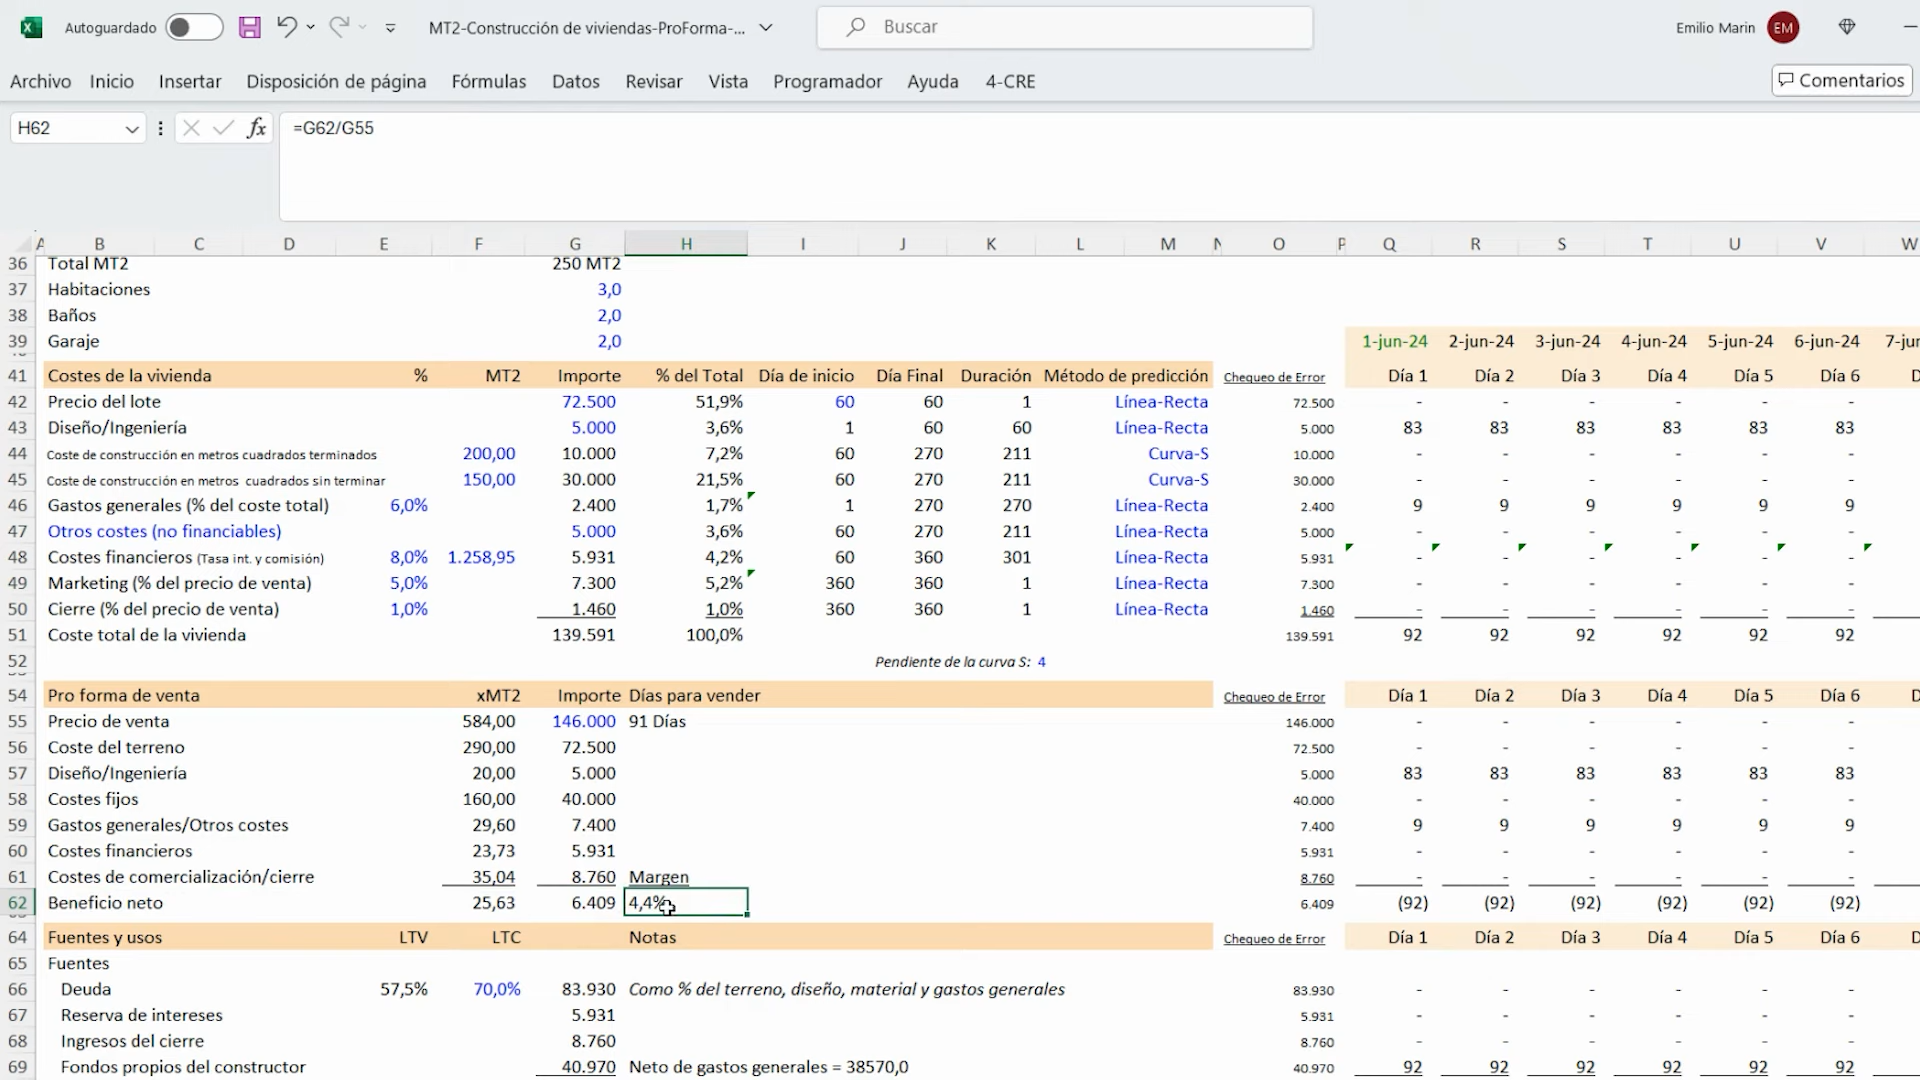 Autoguardado MT2-Construcción de viviendas-ProForma-... Buscar Emilio Marin EM
Archivo Inicio Insertar Disposición de página Fórmulas Datos Revisar Vista Programador Ayuda 4-CRE Comentarios
H62 fx =G62/G55
A B C D E F G H I J K L M N O P Q R S T U V W
36 Total MT2 250 MT2
37 Habitaciones 3,0
38 Baños 2,0
39 Garaje 2,0 1-jun-24 2-jun-24 3-jun-24 4-jun-24 5-jun-24 6-jun-24 7-jun
41 Costes de la vivienda % MT2 Importe % del Total Día de inicio Día Final Duración Método de predicción Chequeo de Error Día 1 Día 2 Día 3 Día 4 Día 5 Día 6 D
42 Precio del lote 72.500 51,9% 60 60 1 Línea-Recta 72.500 - - - - - -
43 Diseño/Ingeniería 5.000 3,6% 1 60 60 Línea-Recta 5.000 83 83 83 83 83 83
44 Coste de construcción en metros cuadrados terminados 200,00 10.000 7,2% 60 270 211 Curva-S 10.000 - - - - - -
45 Coste de construcción en metros cuadrados sin terminar 150,00 30.000 21,5% 60 270 211 Curva-S 30.000 - - - - - -
46 Gastos generales (% del coste total) 6,0% 2.400 1,7% 1 270 270 Línea-Recta 2.400 9 9 9 9 9 9
47 Otros costes (no financiables) 5.000 3,6% 60 270 211 Línea-Recta 5.000 - - - - - -
48 Costes financieros (Tasa int. y comisión) 8,0% 1.258,95 5.931 4,2% 60 360 301 Línea-Recta 5.931 - - - - - -
49 Marketing (% del precio de venta) 5,0% 7.300 5,2% 360 360 1 Línea-Recta 7.300 - - - - - -
50 Cierre (% del precio de venta) 1,0% 1.460 1,0% 360 360 1 Línea-Recta 1.460 - - - - - -
51 Coste total de la vivienda 139.591 100,0% 139.591 92 92 92 92 92 92
52 Pendiente de la curva S: 4
54 Pro forma de venta xMT2 Importe Días para vender Chequeo de Error Día 1 Día 2 Día 3 Día 4 Día 5 Día 6 D
55 Precio de venta 584,00 146.000 91 Días 146.000 - - - - - -
56 Coste del terreno 290,00 72.500 72.500 - - - - - -
57 Diseño/Ingeniería 20,00 5.000 5.000 83 83 83 83 83 83
58 Costes fijos 160,00 40.000 40.000 - - - - - -
59 Gastos generales/Otros costes 29,60 7.400 7.400 9 9 9 9 9 9
60 Costes financieros 23,73 5.931 5.931 - - - - - -
61 Costes de comercialización/cierre 35,04 8.760 Margen 8.760 - - - - - -
62 Beneficio neto 25,63 6.409 4,4% 6.409 (92) (92) (92) (92) (92) (92)
64 Fuentes y usos LTV LTC Notas Chequeo de Error Día 1 Día 2 Día 3 Día 4 Día 5 Día 6 D
65 Fuentes
66 Deuda 57,5% 70,0% 83.930 Como % del terreno, diseño, material y gastos generales 83.930 - - - - - -
67 Reserva de intereses 5.931 5.931 - - - - - -
68 Ingresos del cierre 8.760 8.760 - - - - - -
69 Fondos propios del constructor 40.970 Neto de gastos generales = 38570,0 40.970 92 92 92 92 92 92